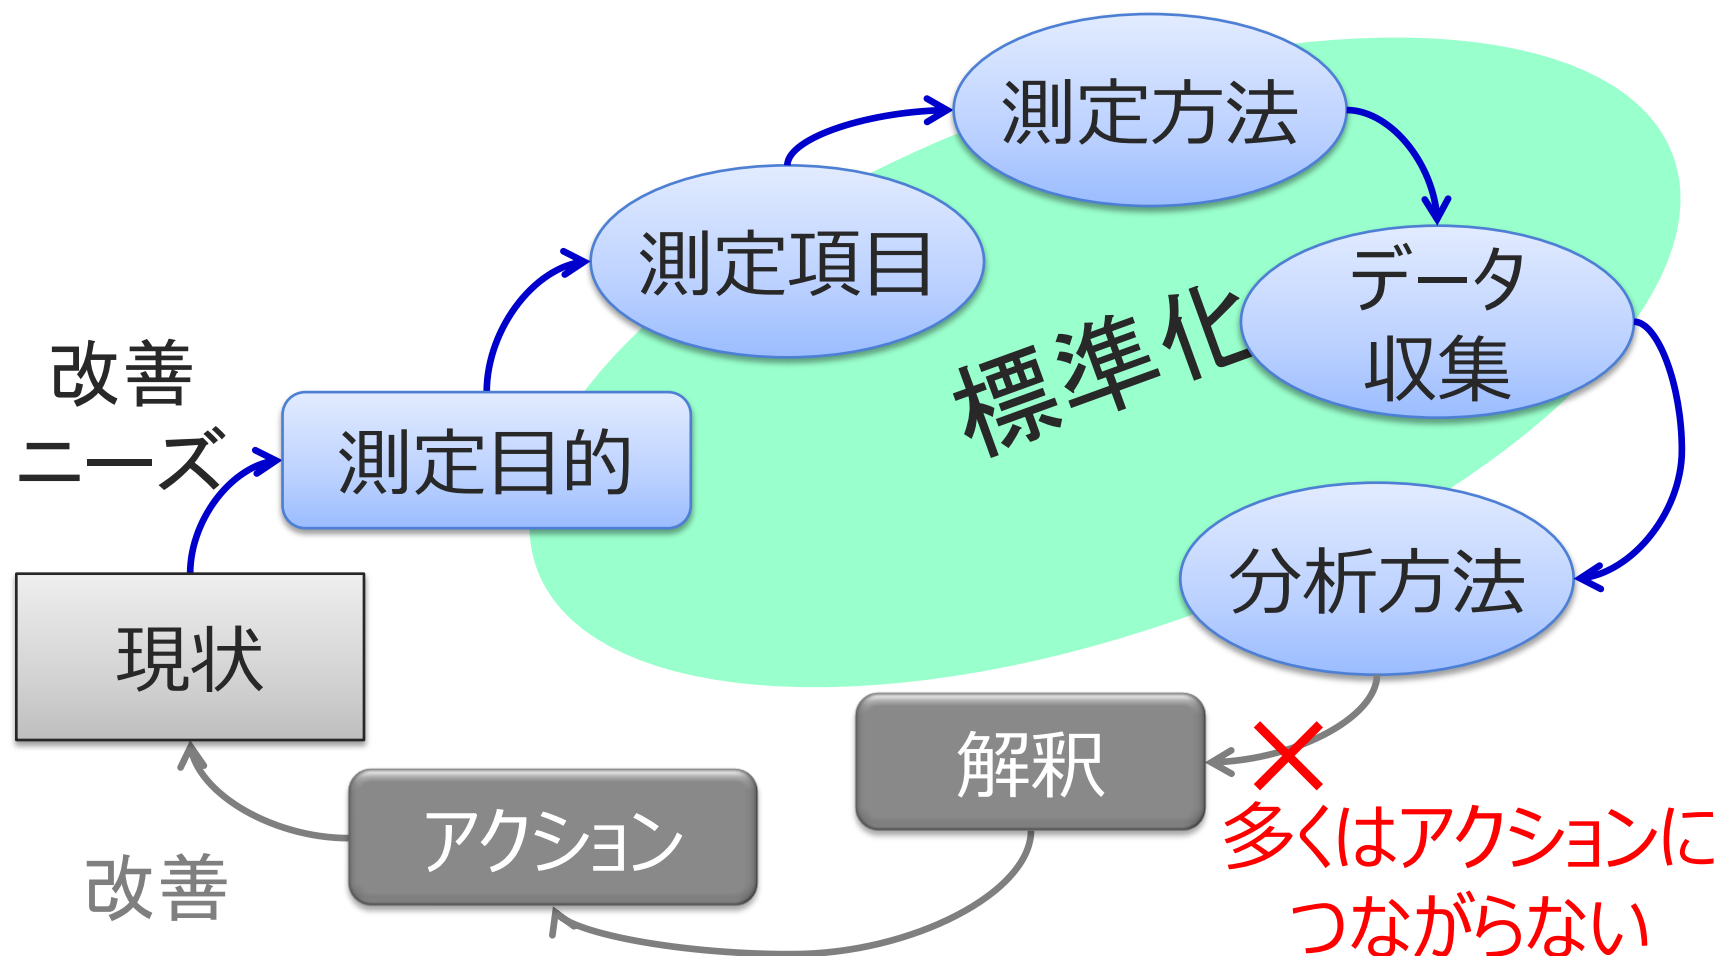 測定方法
測定項目
データ
収集
標準化
改善
ニーズ
測定目的
分析方法
現状
解釈
アクション
多くはアクションに
つながらない
改善